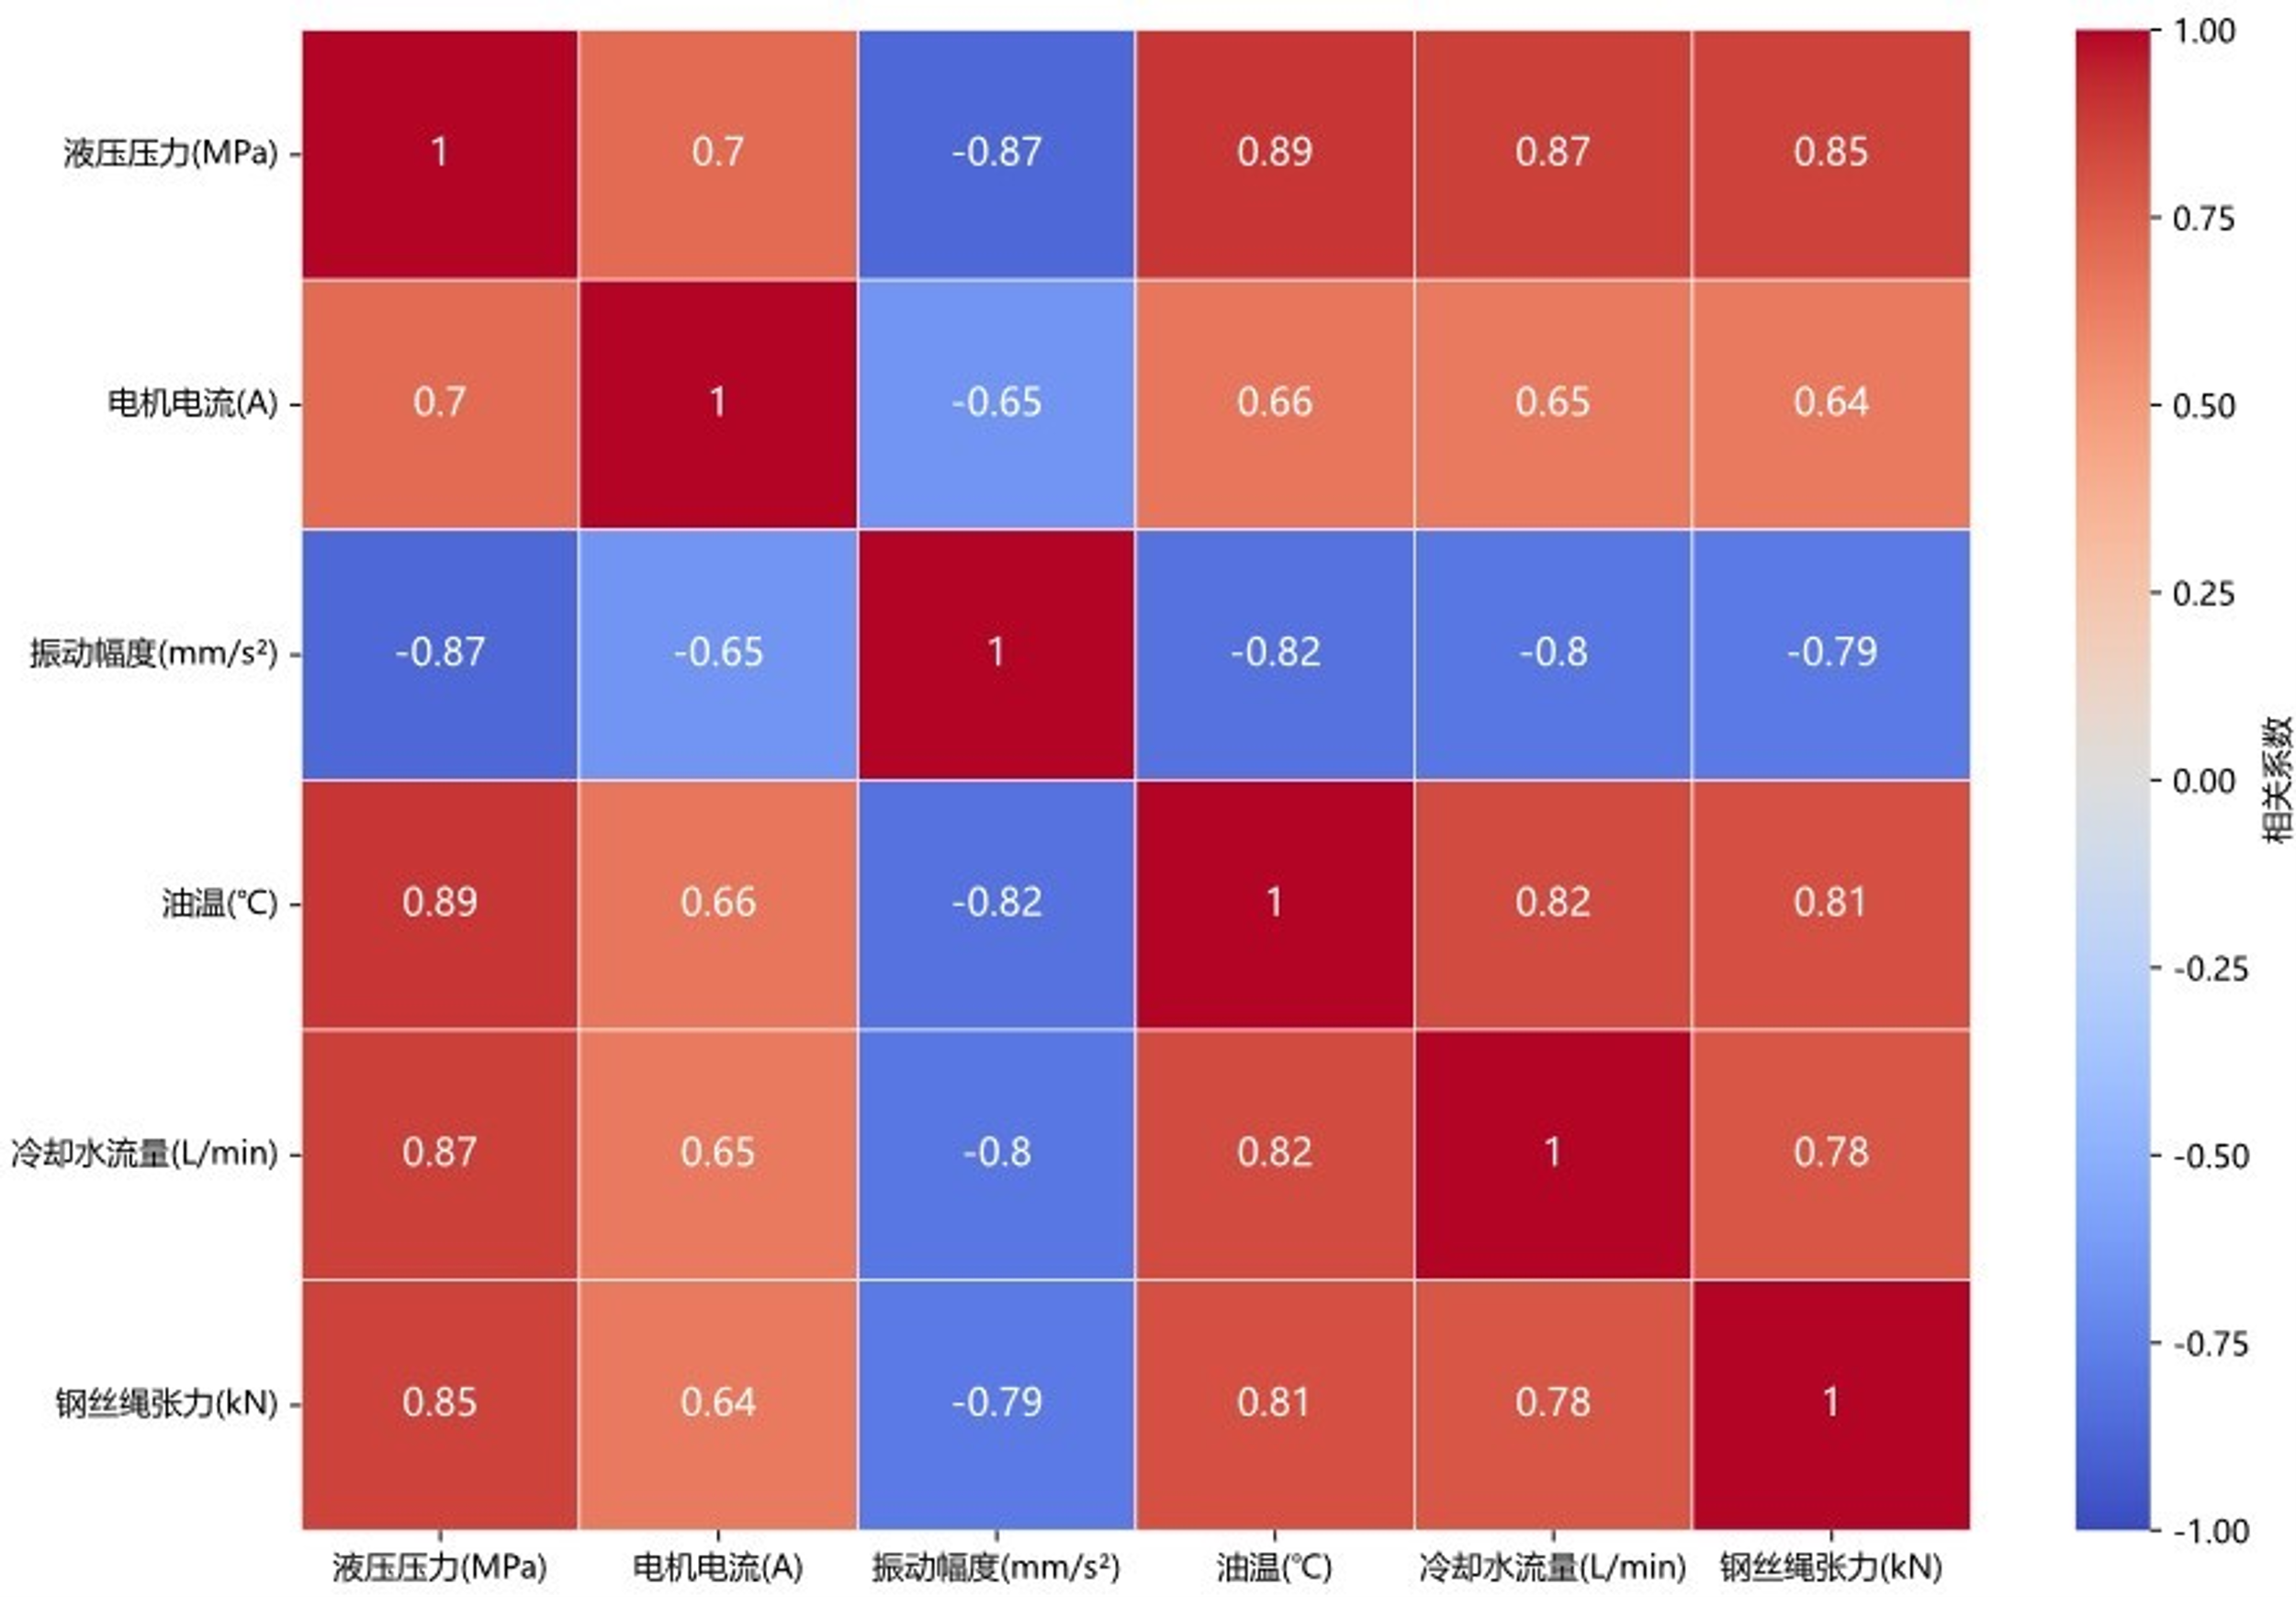 液压压力(MPa) 1 0.7 -0.87 0.89 0.87 0.85
电机电流(A) 0.7 1 -0.65 0.66 0.65 0.64
振动幅度(mm/s²) -0.87 -0.65 1 -0.82 -0.8 -0.79
油温(℃) 0.89 0.66 -0.82 1 0.82 0.81
冷却水流量(L/min) 0.87 0.65 -0.8 0.82 1 0.78
钢丝绳张力(kN) 0.85 0.64 -0.79 0.81 0.78 1
液压压力(MPa) 电机电流(A) 振动幅度(mm/s²) 油温(℃) 冷却水流量(L/min) 钢丝绳张力(kN)
1.00
0.75
0.50
0.25
0.00
-0.25
-0.50
-0.75
-1.00
相关系数